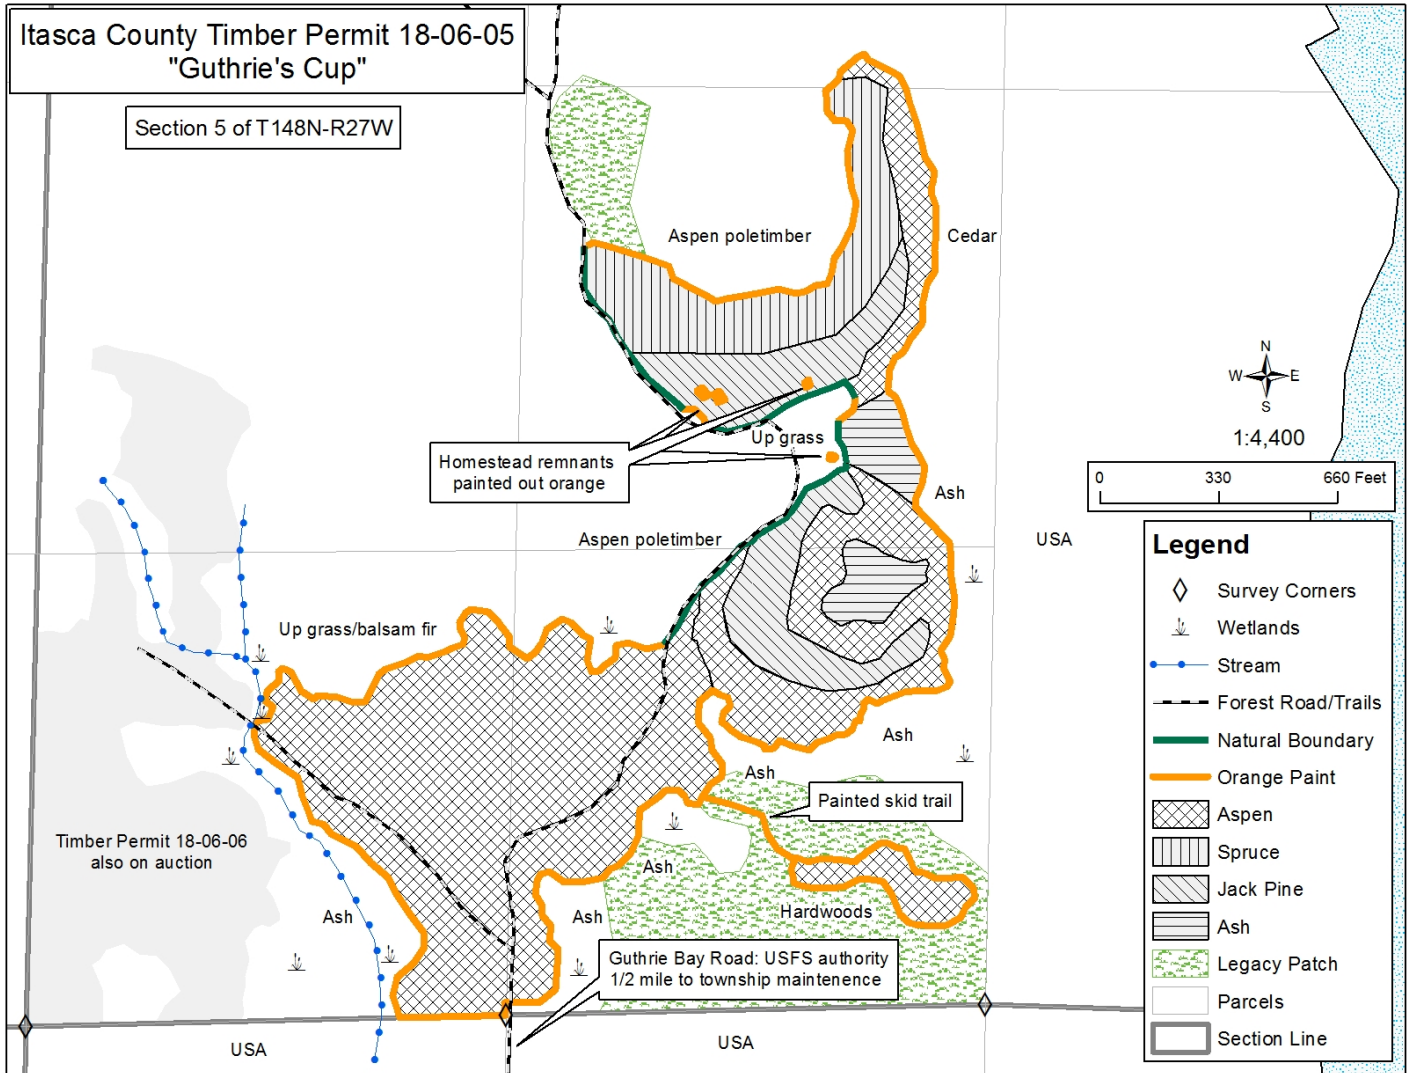 Itasca County Timber Permit 18-06-05
"Guthrie's Cup"
Section 5 of T148N-R27W
Aspen poletimber
Cedar
N
W E
S
1:4,400
0 330 660 Feet
Up grass
Homestead remnants
painted out orange
Ash
Aspen poletimber
USA
Up grass/balsam fir
Ash
Ash
Painted skid trail
Timber Permit 18-06-06
also on auction
Ash
Ash
Ash
Hardwoods
Guthrie Bay Road: USFS authority
1/2 mile to township maintenence
USA
USA
Legend
Survey Corners
Wetlands
Stream
Forest Road/Trails
Natural Boundary
Orange Paint
Aspen
Spruce
Jack Pine
Ash
Legacy Patch
Parcels
Section Line